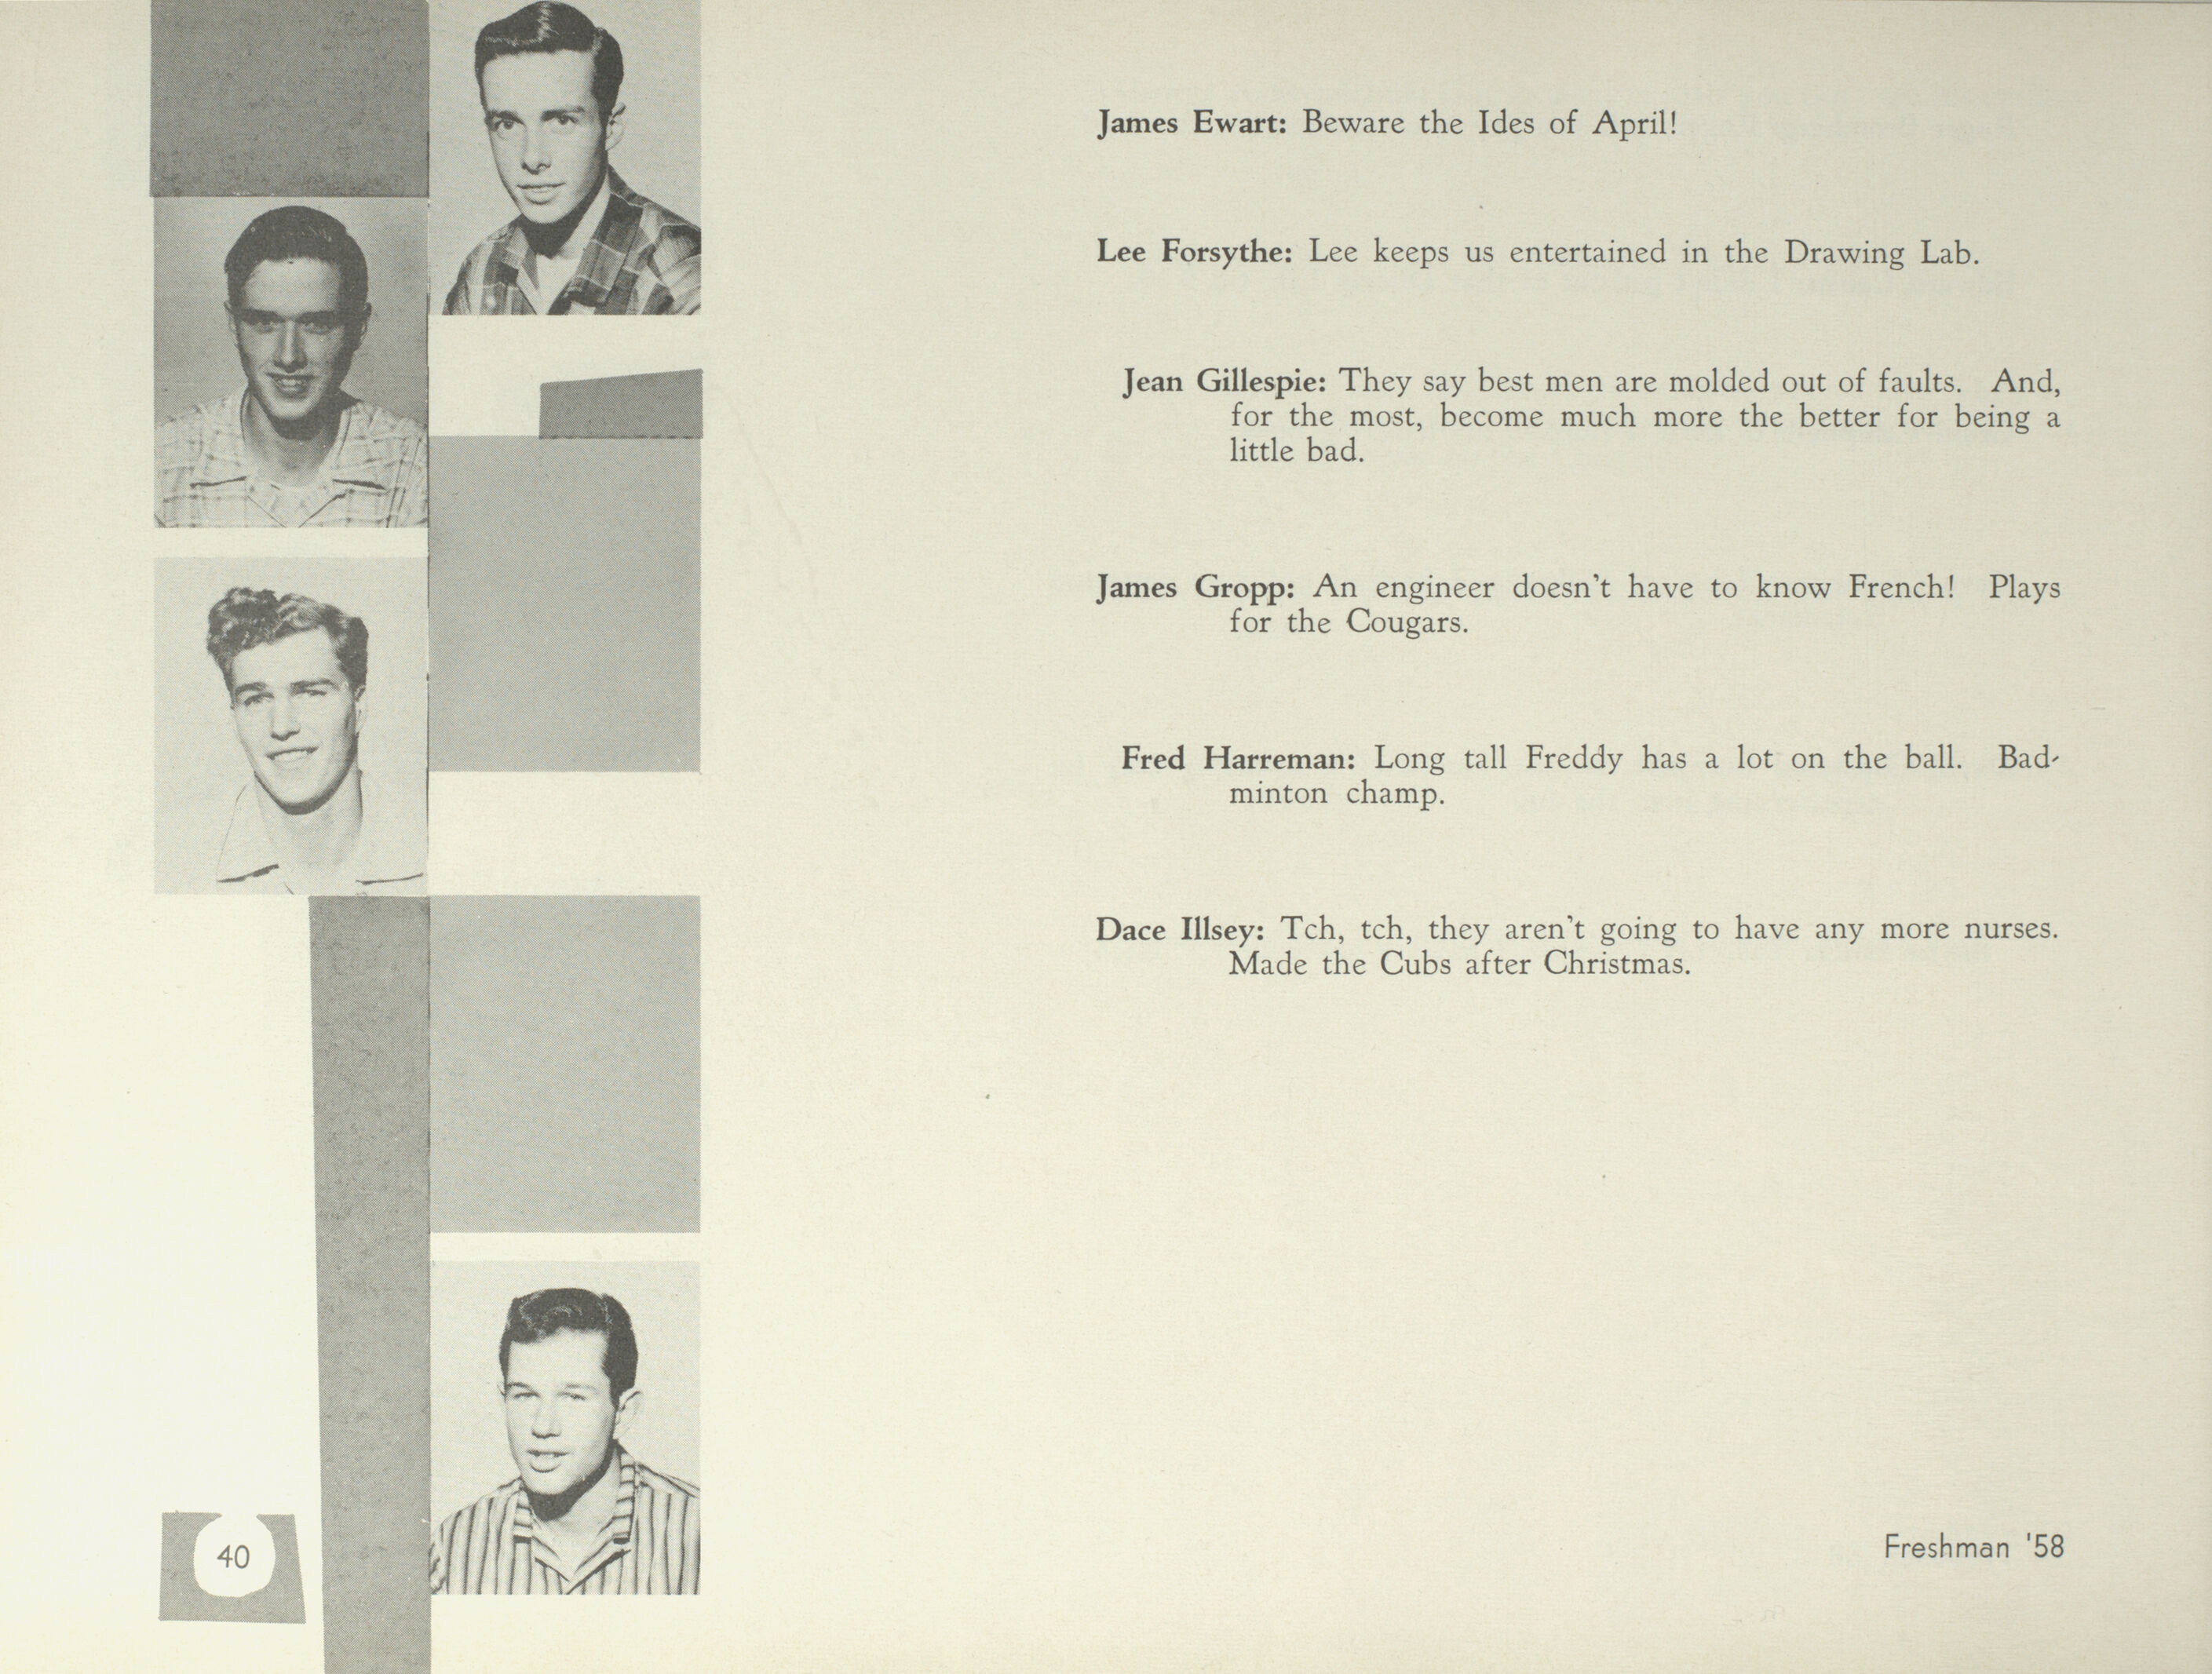 James Ewart: Beware the Ides of April!
Lee Forsythe: Lee keeps us entertained in the Drawing Lab.
Jean Gillespie: They say best men are molded out of faults. And,
for the most, become much more the better for being a
little bad.
James Gropp: An engineer doesn't have to know French! Plays
for the Cougars.
Fred Harreman: Long tall Freddy has a lot on the ball. Bad-
minton champ.
Dace Illsey: Tch, tch, they aren't going to have any more nurses.
Made the Cubs after Christmas.
40
Freshman '58